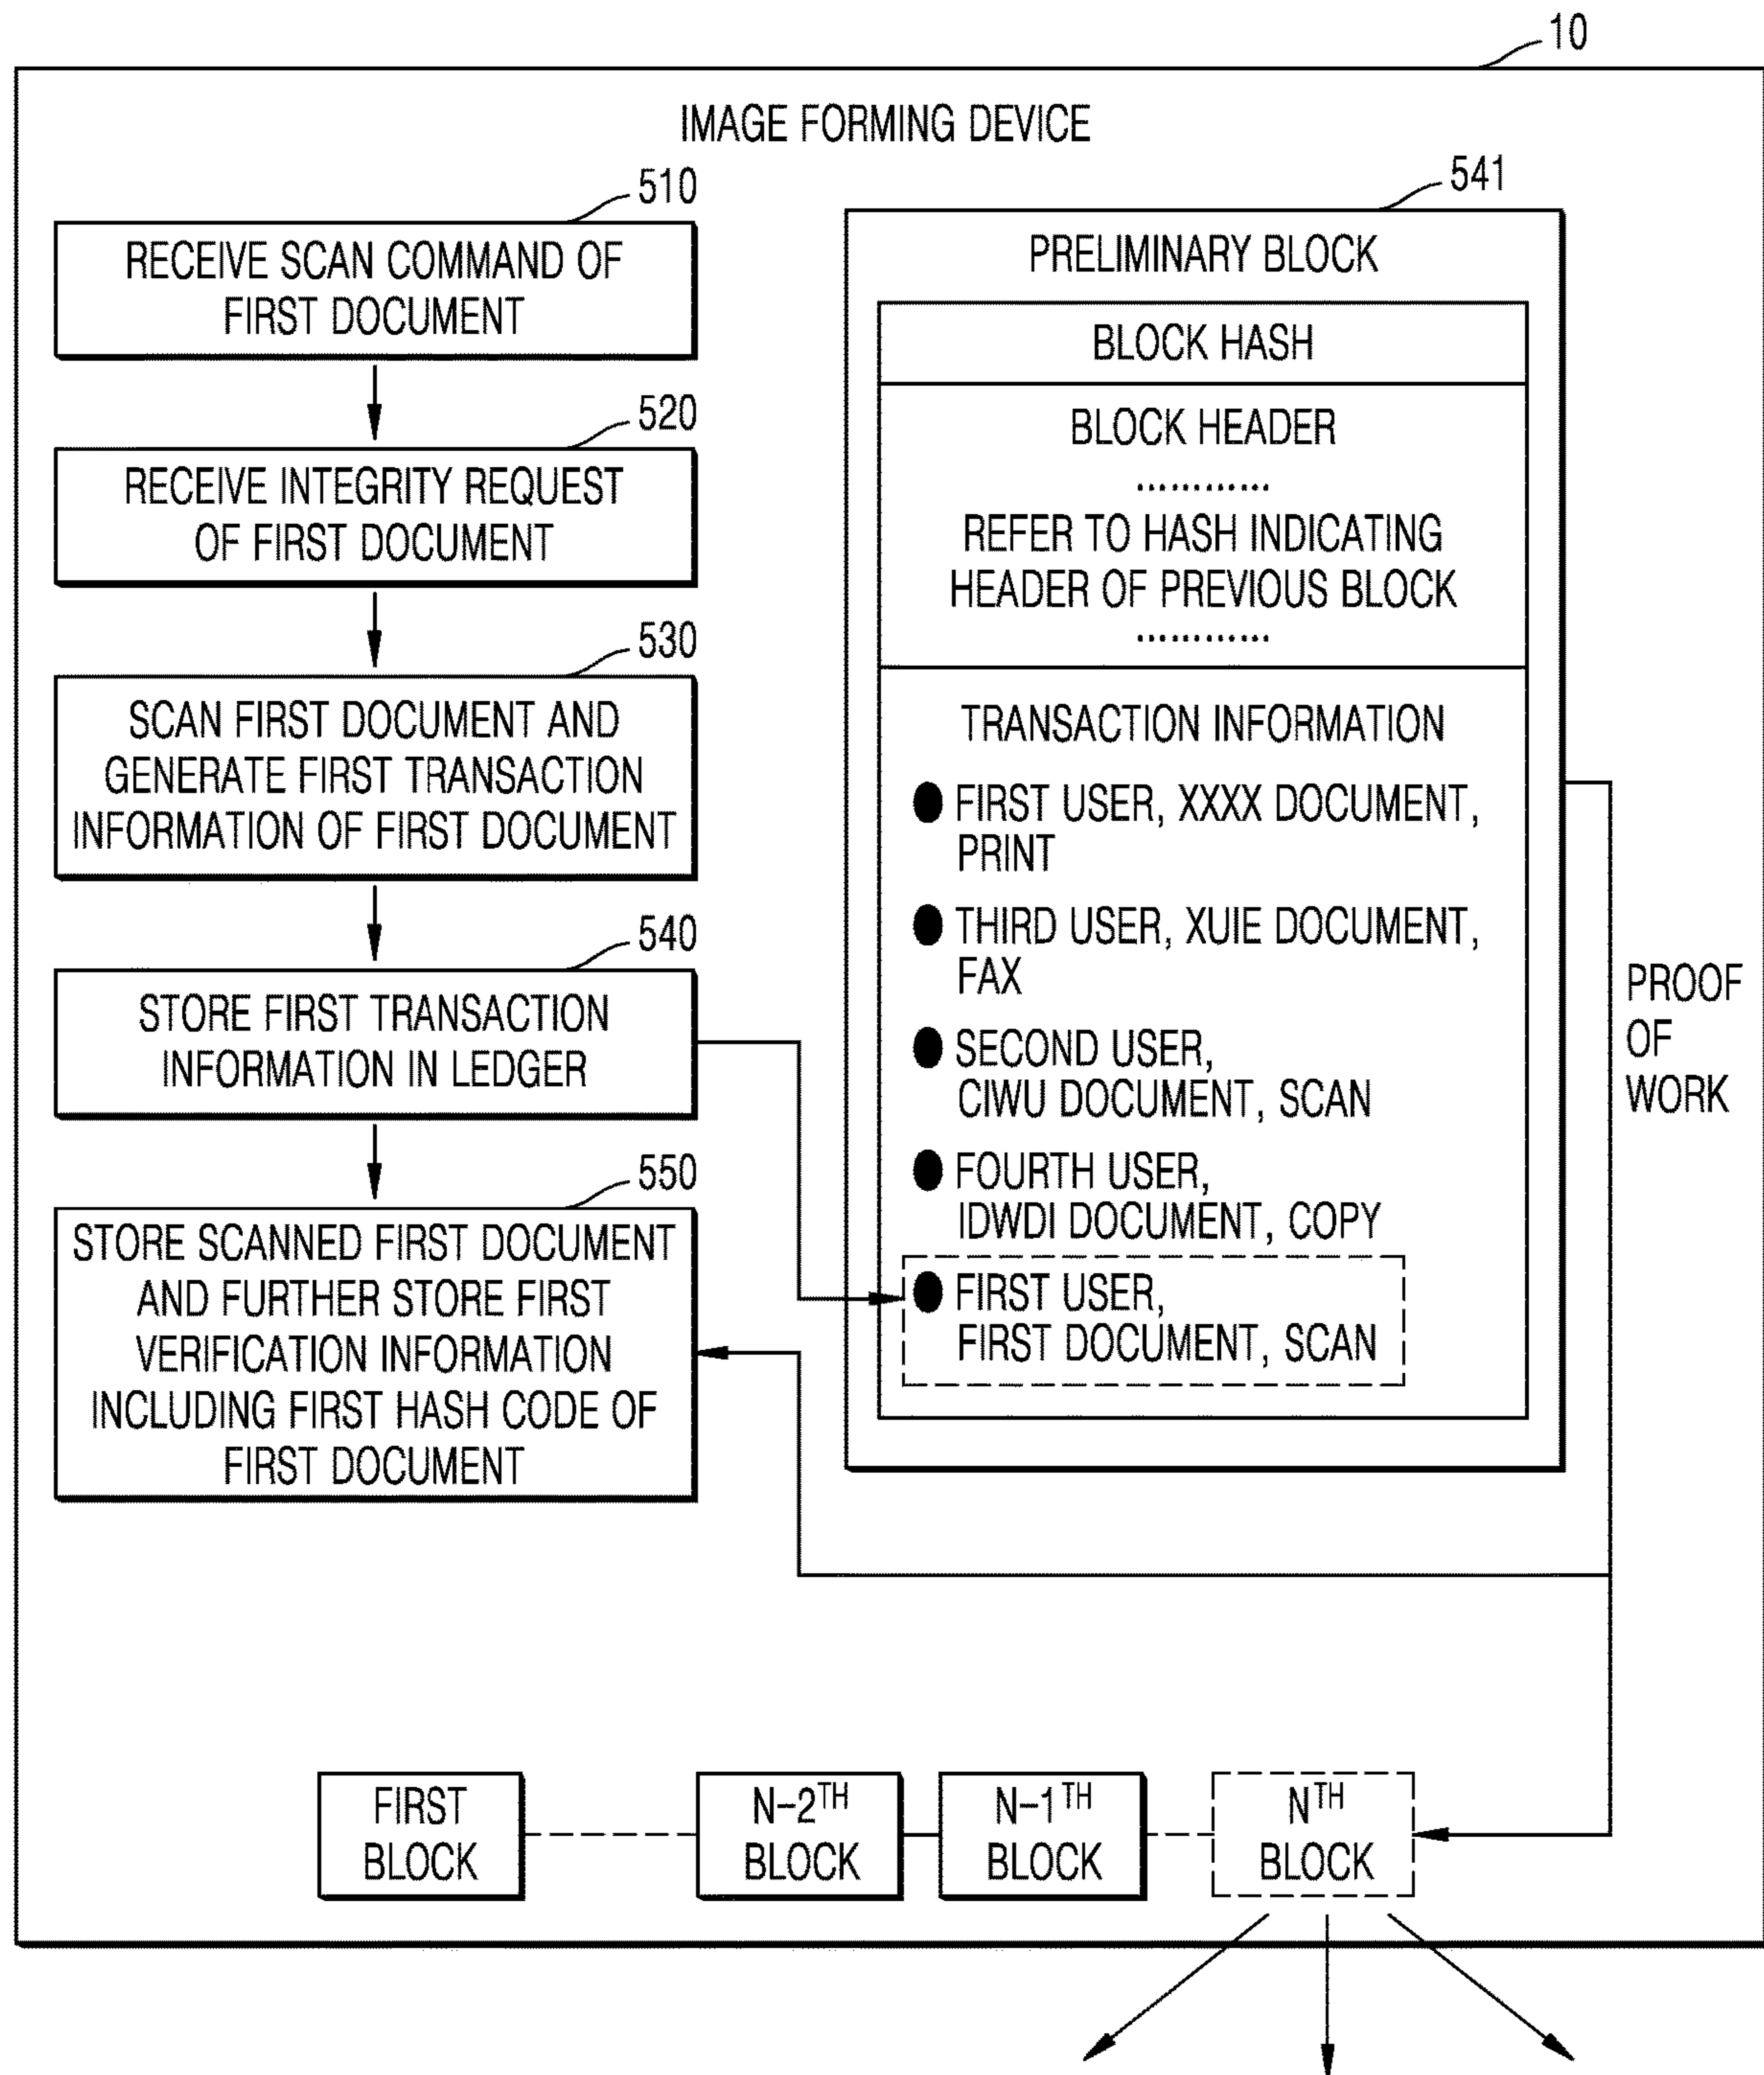 10
IMAGE FORMING DEVICE
510
RECEIVE SCAN COMMAND OF
FIRST DOCUMENT
520
RECEIVE INTEGRITY REQUEST
OF FIRST DOCUMENT
530
SCAN FIRST DOCUMENT AND
GENERATE FIRST TRANSACTION
INFORMATION OF FIRST DOCUMENT
540
STORE FIRST TRANSACTION
INFORMATION IN LEDGER
550
STORE SCANNED FIRST DOCUMENT
AND FURTHER STORE FIRST
VERIFICATION INFORMATION
INCLUDING FIRST HASH CODE OF
FIRST DOCUMENT
541
PRELIMINARY BLOCK
BLOCK HASH
BLOCK HEADER
............
REFER TO HASH INDICATING
HEADER OF PREVIOUS BLOCK
............
TRANSACTION INFORMATION
● FIRST USER, XXXX DOCUMENT,
PRINT
● THIRD USER, XUIE DOCUMENT,
FAX
● SECOND USER,
CIWU DOCUMENT, SCAN
● FOURTH USER,
IDWDI DOCUMENT, COPY
● FIRST USER,
FIRST DOCUMENT, SCAN
PROOF
OF
WORK
FIRST
BLOCK
N-2TH
BLOCK
N-1TH
BLOCK
NTH
BLOCK